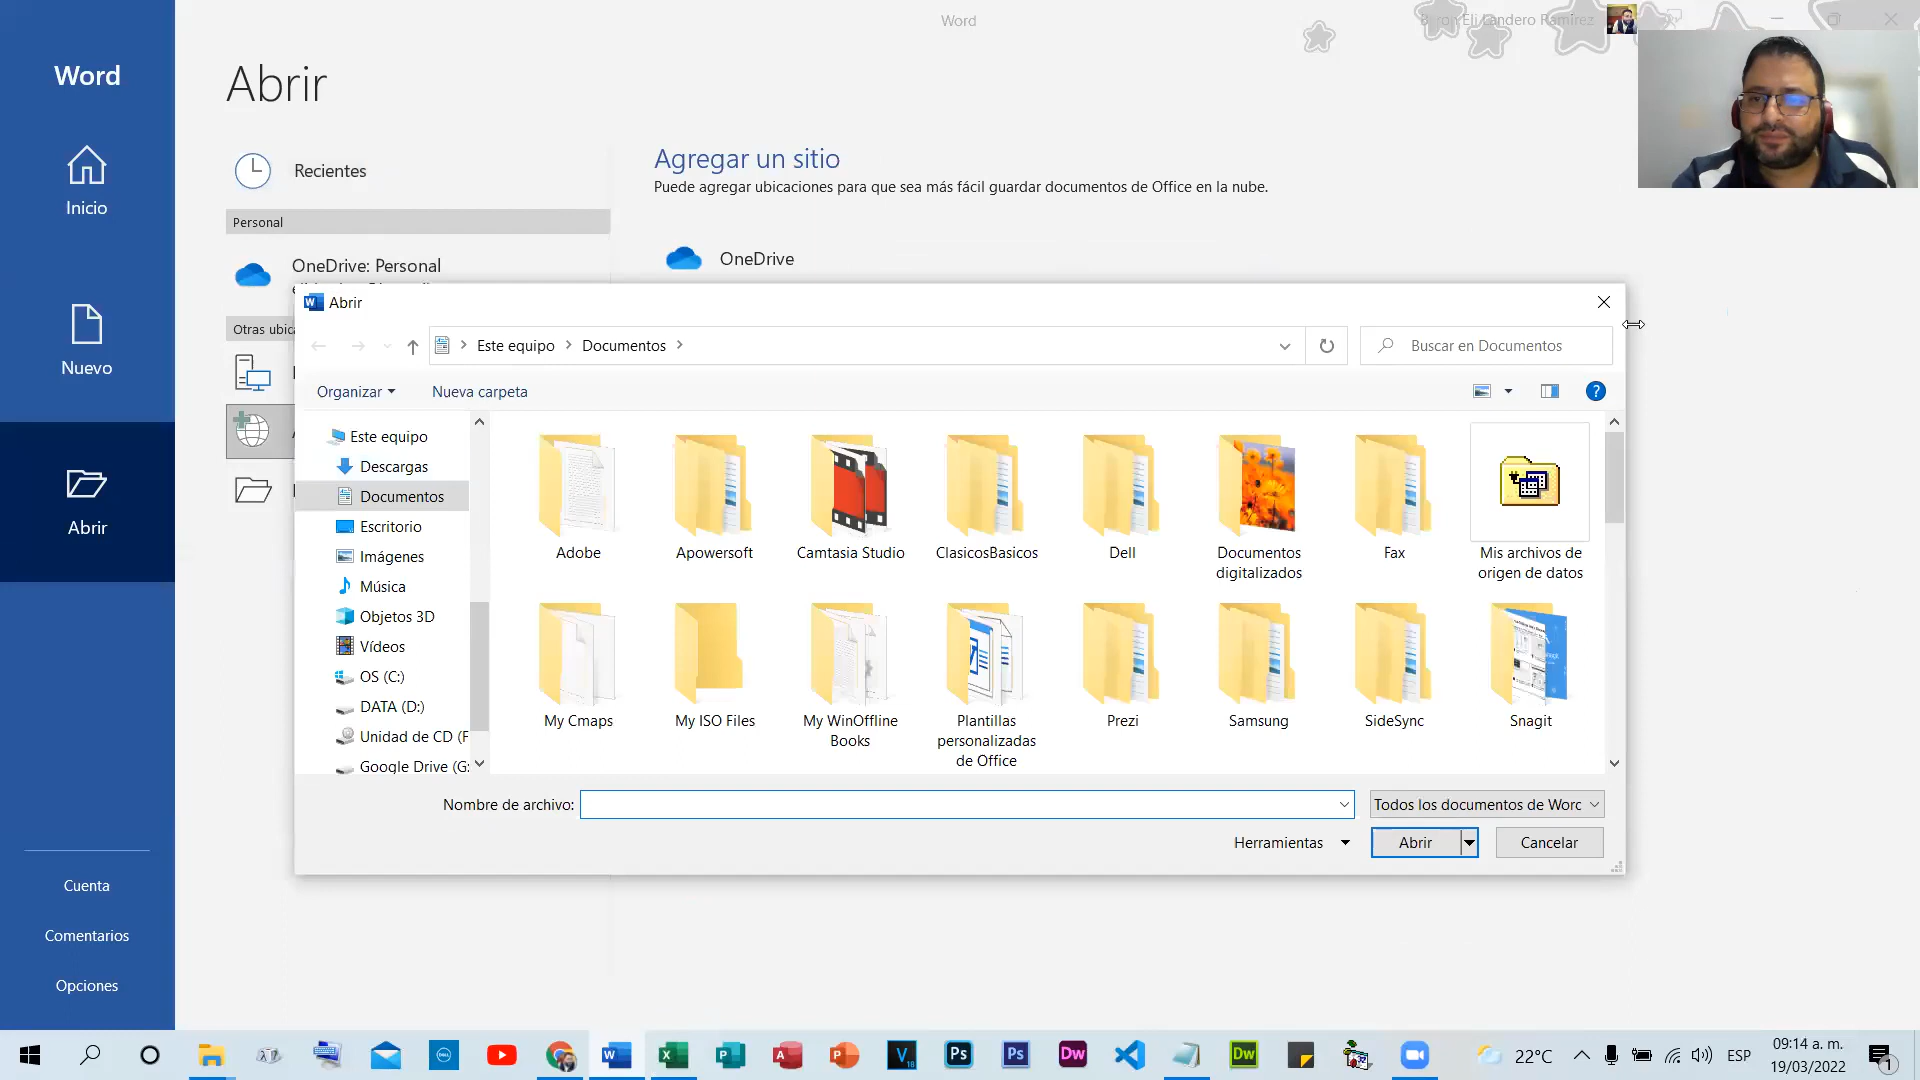 Word
Eli Landero Ramírez
Word
Abrir
Inicio
Nuevo
Abrir
Recientes
Personal
OneDrive: Personal
Agregar un sitio
Puede agregar ubicaciones para que sea más fácil guardar documentos de Office en la nube.
OneDrive
Otras ubic
Abrir
Este equipo
Documentos
Buscar en Documentos
Organizar
Nueva carpeta
Este equipo
Descargas
Documentos
Escritorio
Imágenes
Música
Objetos 3D
Vídeos
OS (C:)
DATA (D:)
Unidad de CD (F
Google Drive (G:
Adobe
Apowersoft
Camtasia Studio
ClasicosBasicos
Dell
Documentos
digitalizados
Fax
Mis archivos de
origen de datos
My Cmaps
My ISO Files
My WinOffline
Books
Plantillas
personalizadas
de Office
Prezi
Samsung
SideSync
Snagit
Nombre de archivo:
Todos los documentos de Worc
Herramientas
Abrir
Cancelar
Cuenta
Comentarios
Opciones
22°C
ESP
09:14 a. m.
19/03/2022
1